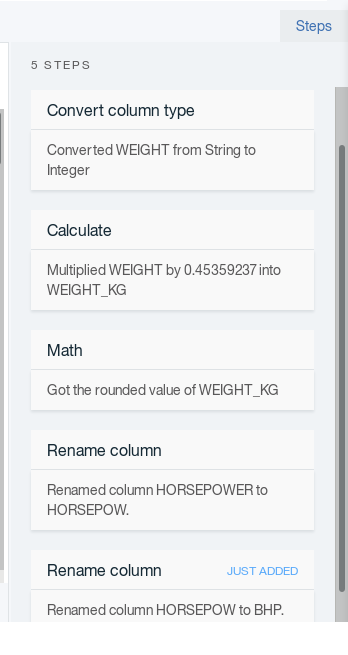 Steps
5 STEPS
Convert column type
Converted WEIGHT from String to
Integer
Calculate
Multiplied WEIGHT by 0.45359237 into
WEIGHT_KG
Math
Got the rounded value of WEIGHT_KG
Rename column
Renamed column HORSEPOWER to
HORSEPOW.
Rename column JUST ADDED
Renamed column HORSEPOW to BHP.